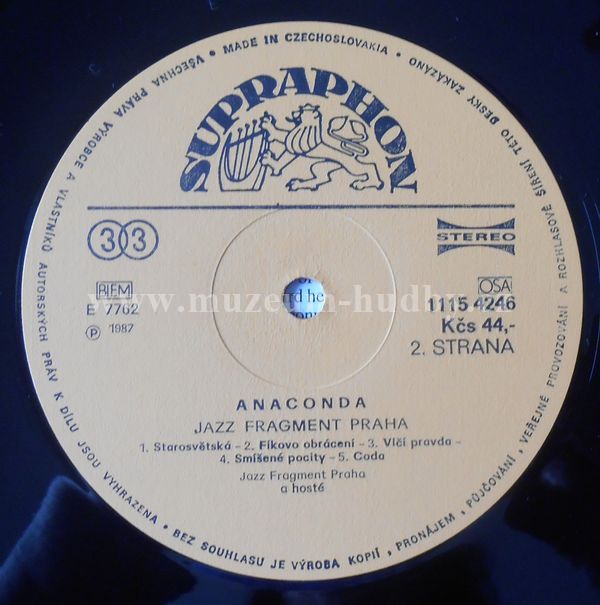 SUPRAPHON
33
STEREO
BIEM
E 7762
Ⓟ 1987
OSA
1115 4246
Kčs 44,-
2. STRANA
www.muzeum-hudby.cz
ANACONDA
JAZZ FRAGMENT PRAHA
1. Starosvětská – 2. Fíkovo obrácení – 3. Vlčí pravda –
4. Smíšené pocity – 5. Coda
Jazz Fragment Praha
a hosté
• MADE IN CZECHOSLOVAKIA • VŠECHNA PRÁVA VÝROBCE A VLASTNÍKŮ AUTORSKÝCH PRÁV K DÍLU JSOU VYHRAZENA • BEZ SOUHLASU JE VÝROBA KOPIÍ, PRONÁJEM, PŮJČOVÁNÍ, VEŘEJNÉ PROVOZOVÁNÍ A ROZHLASOVÉ ŠÍŘENÍ TÉTO DESKY ZAKÁZÁNO